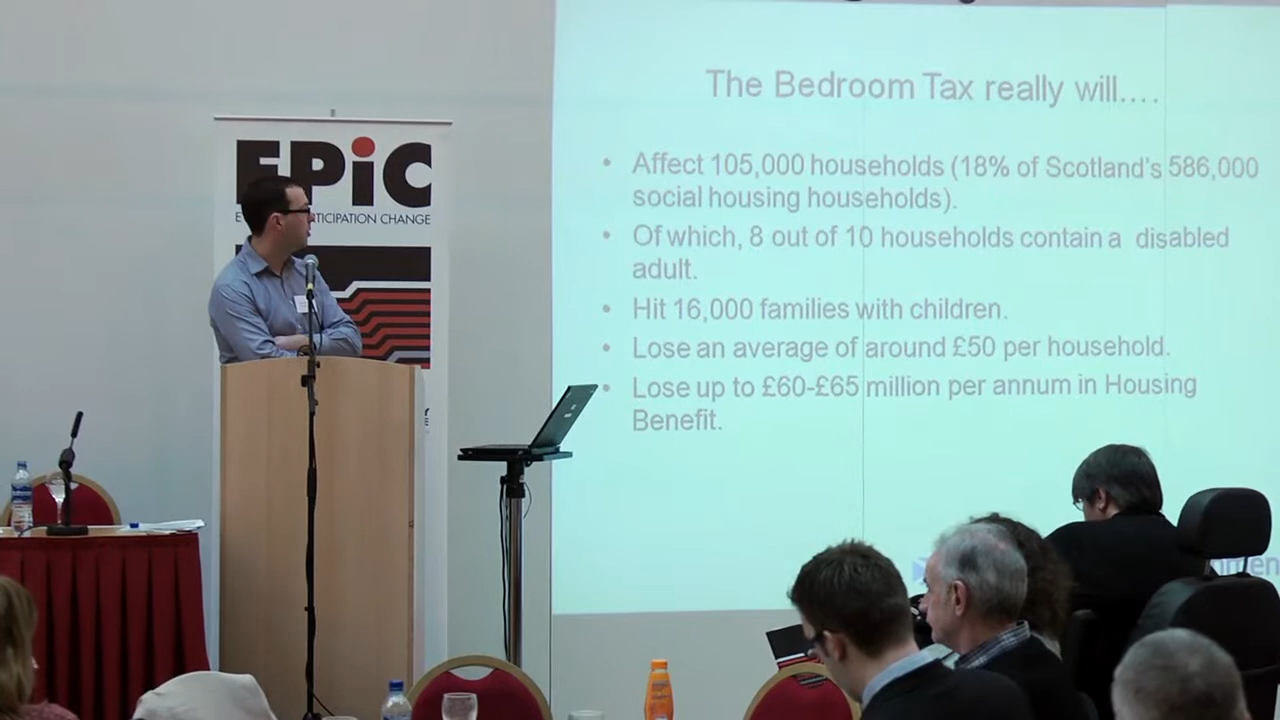 EPiC
E
RTICIPATION CHANGE
The Bedroom Tax really will….
• Affect 105,000 households (18% of Scotland's 586,000
social housing households).
• Of which, 8 out of 10 households contain a disabled
adult.
• Hit 16,000 families with children.
• Lose an average of around £50 per household.
• Lose up to £60-£65 million per annum in Housing
Benefit.